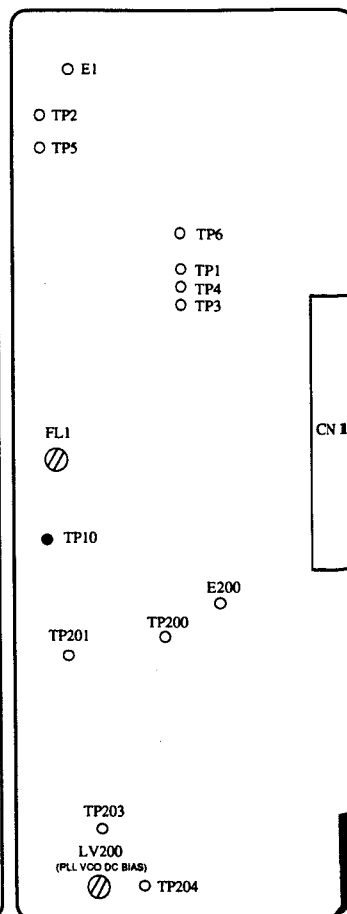 E1
TP2
TP5
TP6
TP1
TP4
TP3
CN 1
FL1
TP10
E200
TP200
TP201
TP203
LV200
(PLL VCO DC BIAS)
TP204